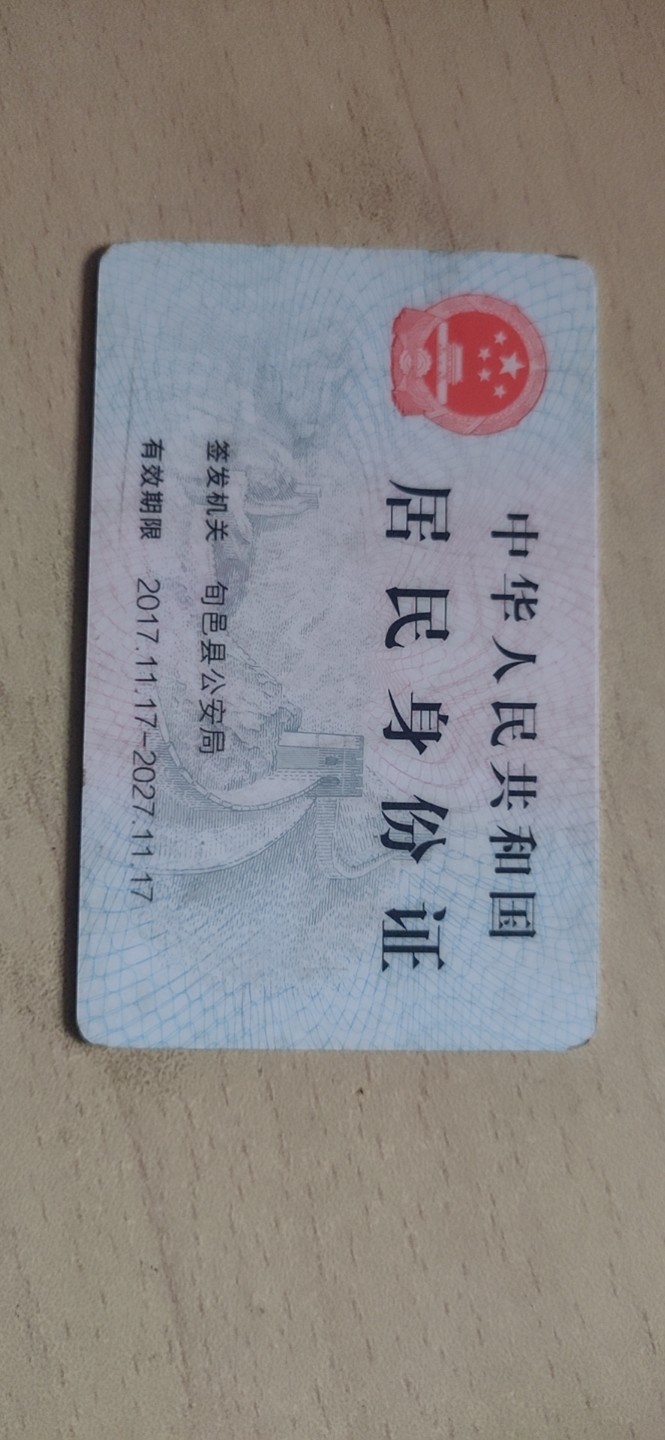 中华人民共和国
居民身份证
签发机关 旬邑县公安局
有效期限 2017.11.17-2027.11.17